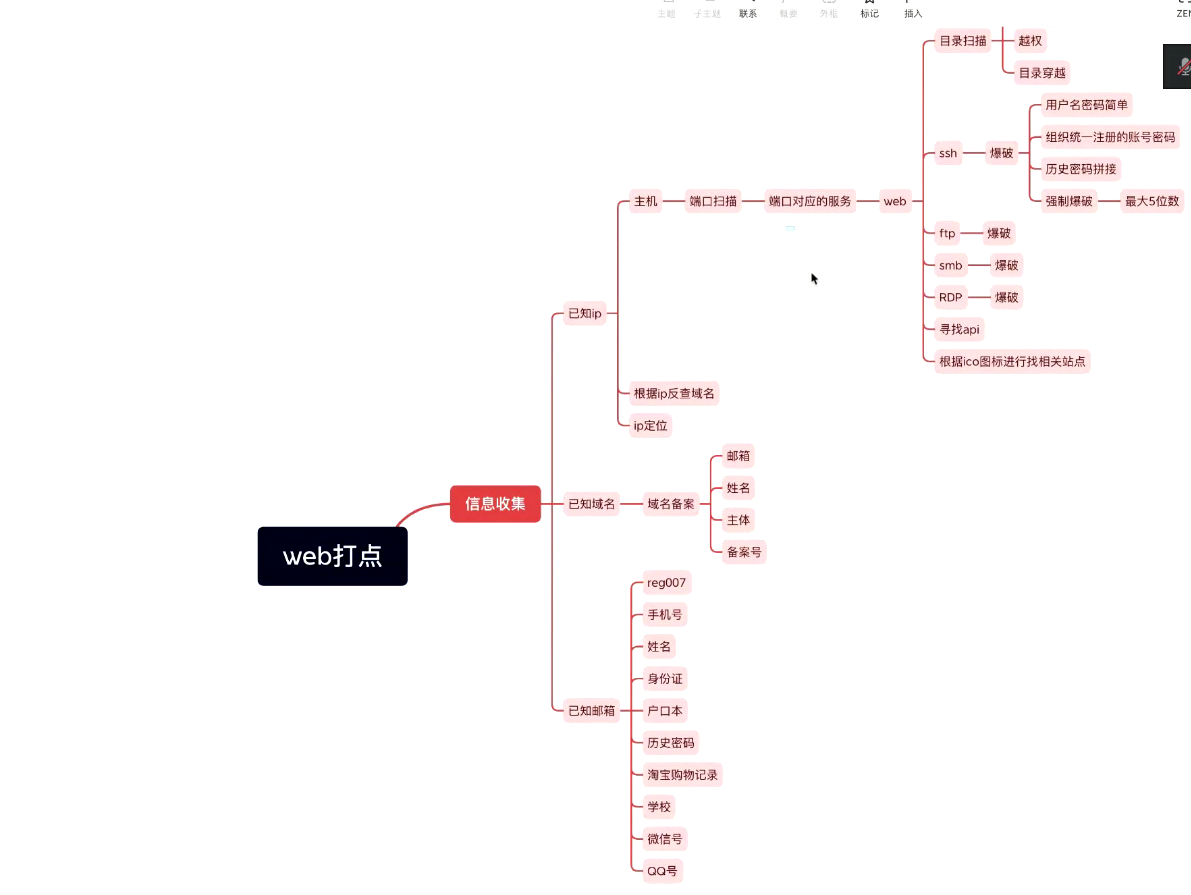 主题 子主题 联系 概要 外框 标记 插入 ZEN
目录扫描 越权
目录穿越
用户名密码简单
组织统一注册的账号密码
ssh 爆破
历史密码拼接
主机 端口扫描 端口对应的服务 web 强制爆破 最大5位数
ftp 爆破
smb 爆破
RDP 爆破
已知ip
寻找api
根据ico图标进行找相关站点
根据ip反查域名
ip定位
邮箱
姓名
信息收集 已知域名 域名备案
主体
备案号
web打点
reg007
手机号
姓名
身份证
已知邮箱 户口本
历史密码
淘宝购物记录
学校
微信号
QQ号